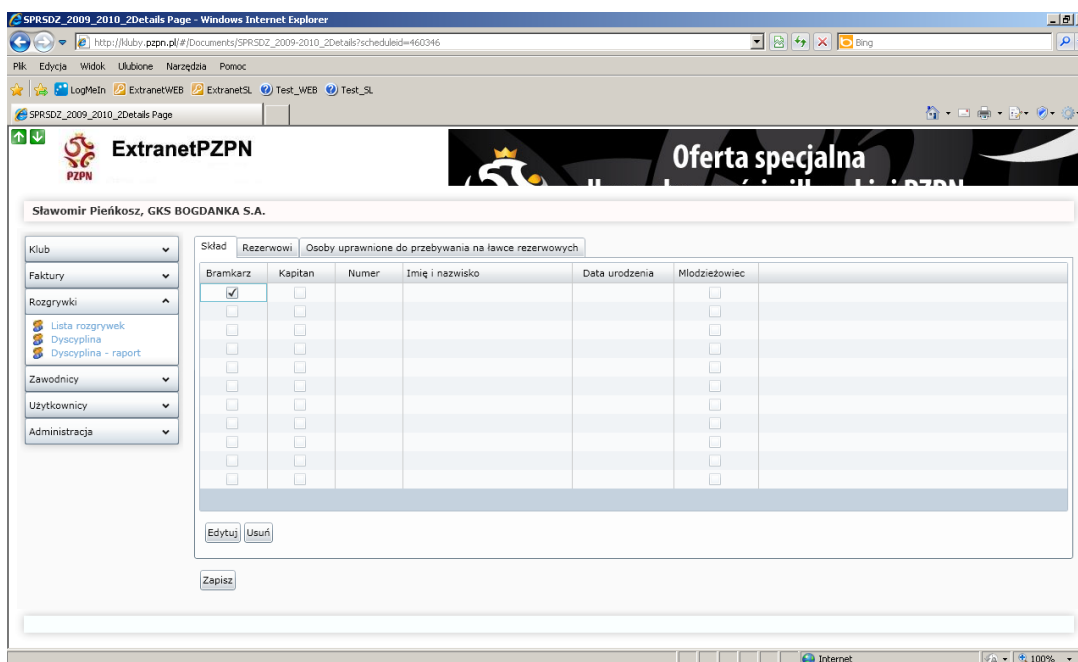 SPRSDZ_2009_2010_2Details Page - Windows Internet Explorer
http://kluby.pzpn.pl/#/Documents/SPRSDZ_2009-2010_2Details?scheduleid=460346
Bing
Plik Edycja Widok Ulubione Narzędzia Pomoc
LogMeIn ExtranetWEB ExtranetSL Test_WEB Test_SL
SPRSDZ_2009_2010_2Details Page
PZPN
ExtranetPZPN
Oferta specjalna
PZPN
Sławomir Pieńkosz, GKS BOGDANKA S.A.
Klub
Faktury
Rozgrywki
Lista rozgrywek
Dyscyplina
Dyscyplina - raport
Zawodnicy
Użytkownicy
Administracja
Skład Rezerwowi Osoby uprawnione do przebywania na ławce rezerwowych
Bramkarz Kapitan Numer Imię i nazwisko Data urodzenia Mlodzieżowiec
Edytuj Usuń
Zapisz
Internet 100%